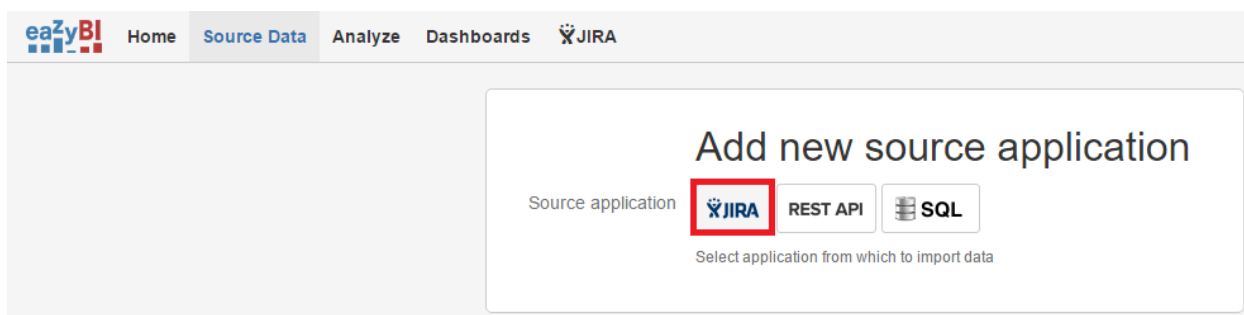 eazyBI Home Source Data Analyze Dashboards JIRA
Add new source application
Source application JIRA REST API SQL
Select application from which to import data